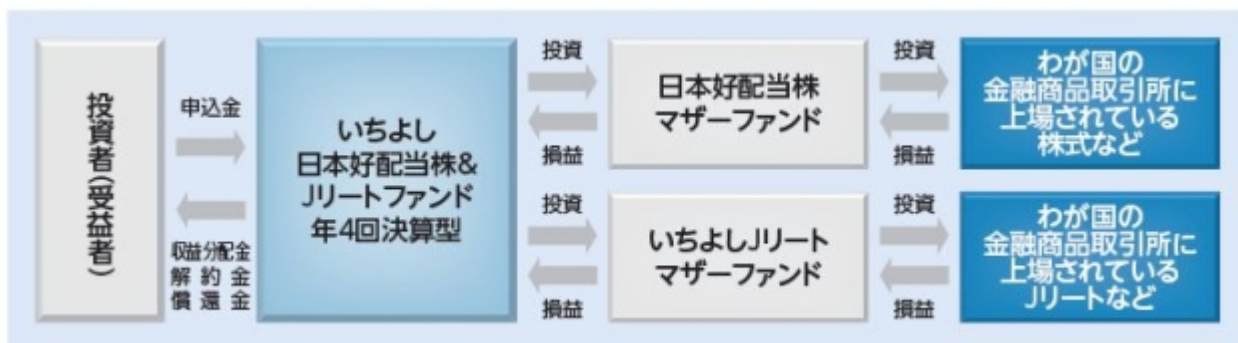 投資者(受益者)
申込金
収益分配金
解約金
償還金
いちよし
日本好配当株&
Jリートファンド
年4回決算型
投資
損益
日本好配当株
マザーファンド
投資
損益
わが国の
金融商品取引所に
上場されている
株式など
投資
損益
いちよしJリート
マザーファンド
投資
損益
わが国の
金融商品取引所に
上場されている
Jリートなど